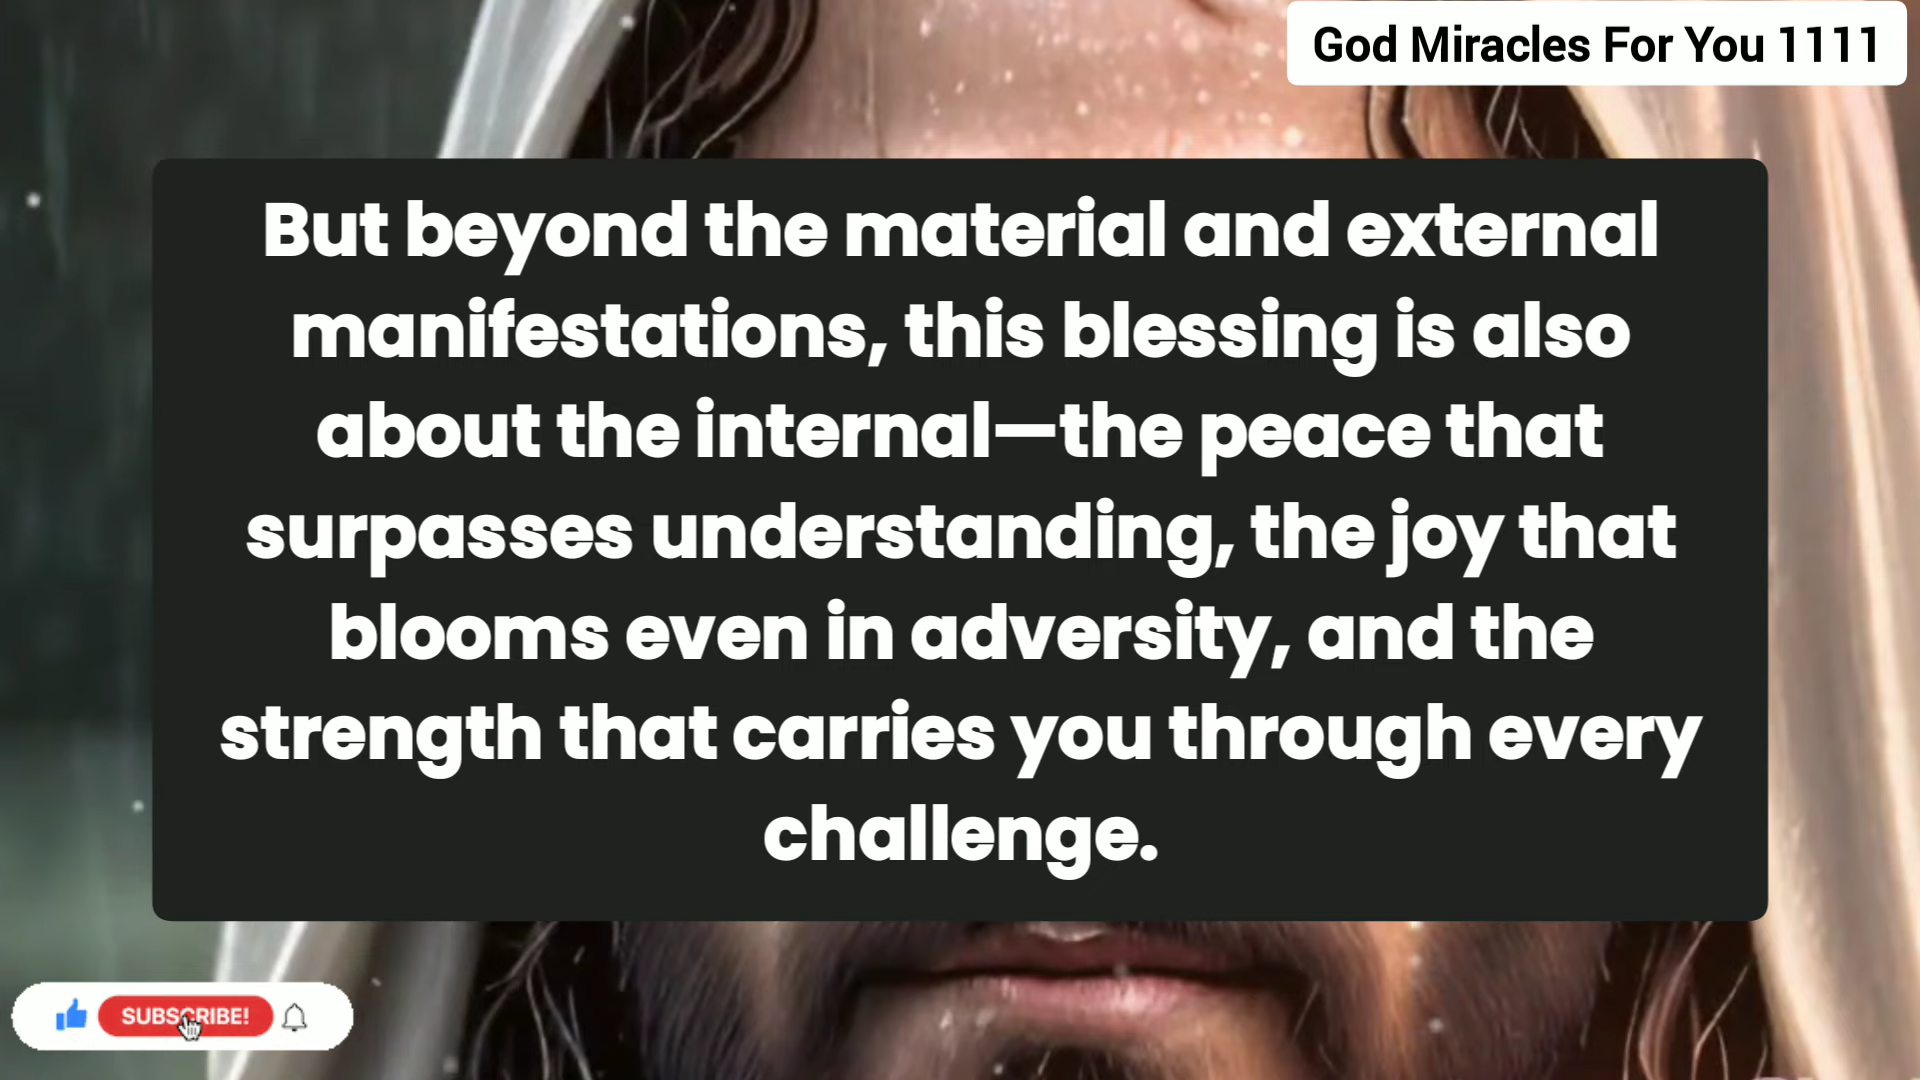 God Miracles For You 1111
But beyond the material and external
manifestations, this blessing is also
about the internal—the peace that
surpasses understanding, the joy that
blooms even in adversity, and the
strength that carries you through every
challenge.
SUBSCRIBE!